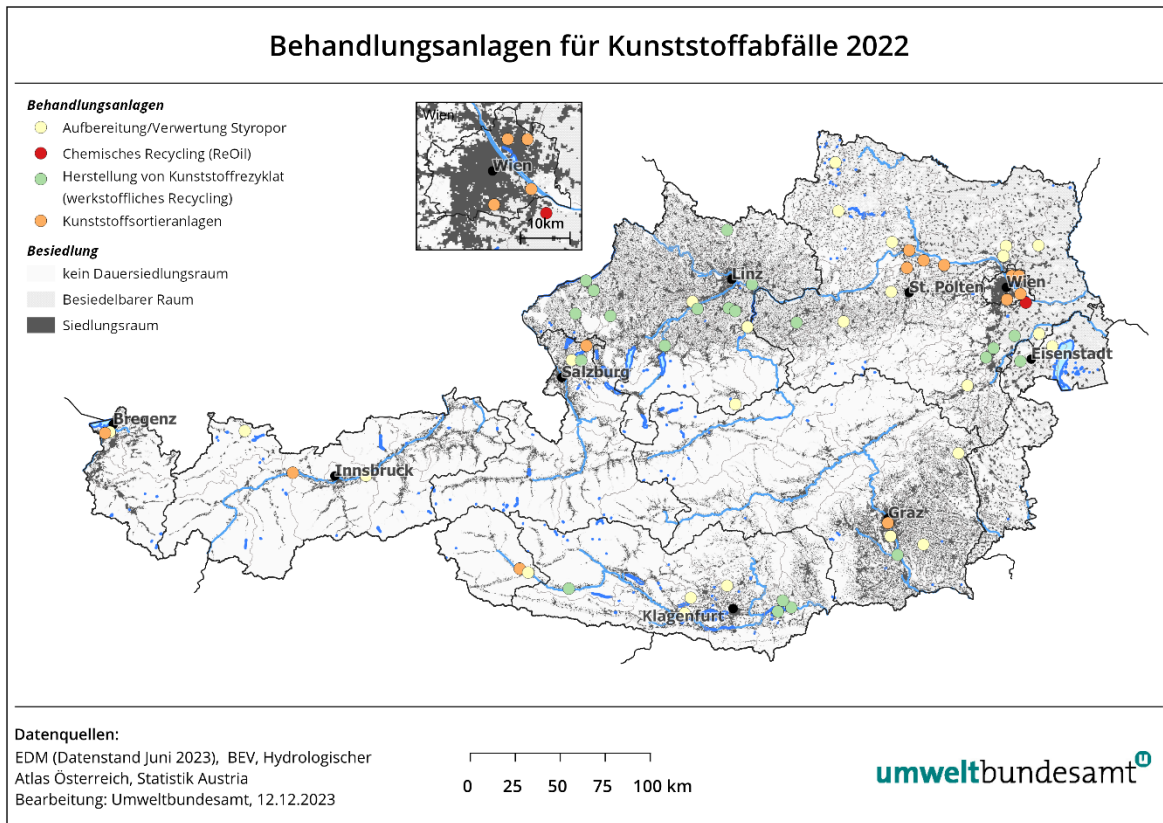 Behandlungsanlagen für Kunststoffabfälle 2022
Behandlungsanlagen
Aufbereitung/Verwertung Styropor
Chemisches Recycling (ReOil)
Herstellung von Kunststoffrezyklat
(werkstoffliches Recycling)
Kunststoffsortieranlagen
Besiedlung
kein Dauersiedlungsraum
Besiedelbarer Raum
Siedlungsraum
Wien
Wien
10km
Linz
St. Pölten
Wien
Eisenstadt
Salzburg
Bregenz
Innsbruck
Graz
Klagenfurt
Datenquellen:
EDM (Datenstand Juni 2023), BEV, Hydrologischer
Atlas Österreich, Statistik Austria
Bearbeitung: Umweltbundesamt, 12.12.2023
0 25 50 75 100 km
umweltbundesamt u